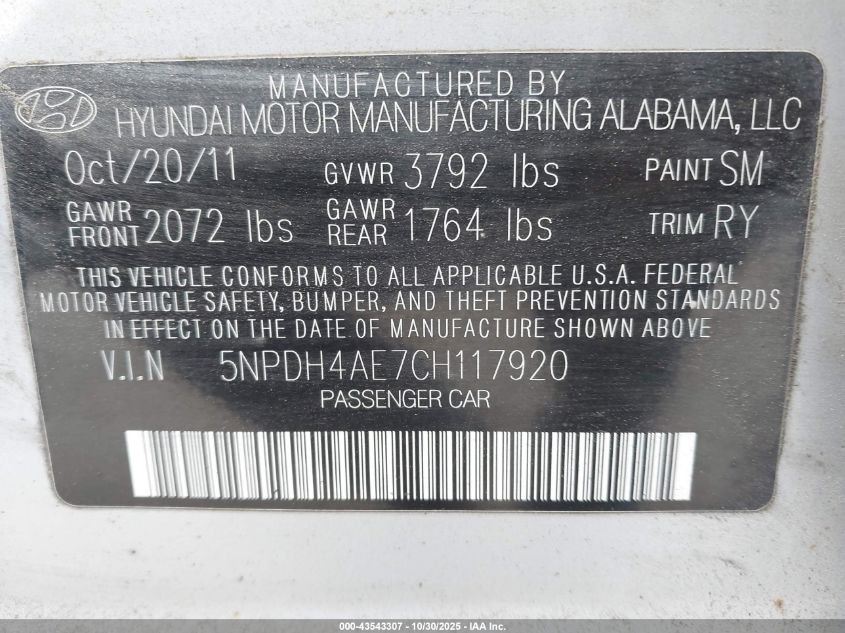 MANUFACTURED BY
HYUNDAI MOTOR MANUFACTURING ALABAMA, LLC
Oct/20/11 GVWR 3792 lbs PAINT SM
GAWR FRONT 2072 lbs GAWR REAR 1764 lbs TRIM RY
THIS VEHICLE CONFORMS TO ALL APPLICABLE U.S.A. FEDERAL
MOTOR VEHICLE SAFETY, BUMPER, AND THEFT PREVENTION STANDARDS
IN EFFECT ON THE DATE OF MANUFACTURE SHOWN ABOVE
V.I.N 5NPDH4AE7CH117920
PASSENGER CAR
000-43543307 - 10/30/2025 - IAA Inc.